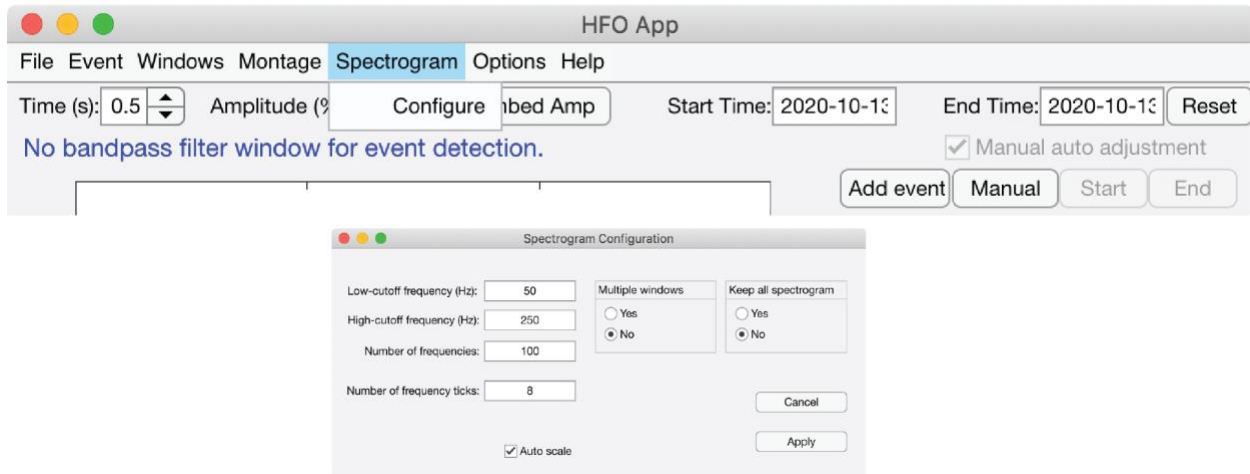 HFO App
File Event Windows Montage Spectrogram Options Help
Time (s): 0.5 Amplitude (% Configure Amp Start Time: 2020-10-13 End Time: 2020-10-13 Reset
No bandpass filter window for event detection. Manual auto adjustment
Add event Manual Start End
Spectrogram Configuration
Low-cutoff frequency (Hz): 50 Multiple windows Keep all spectrogram
Yes Yes
High-cutoff frequency (Hz): 250
No No
Number of frequencies: 100
Number of frequency ticks: 8
Cancel
Apply
Auto scale